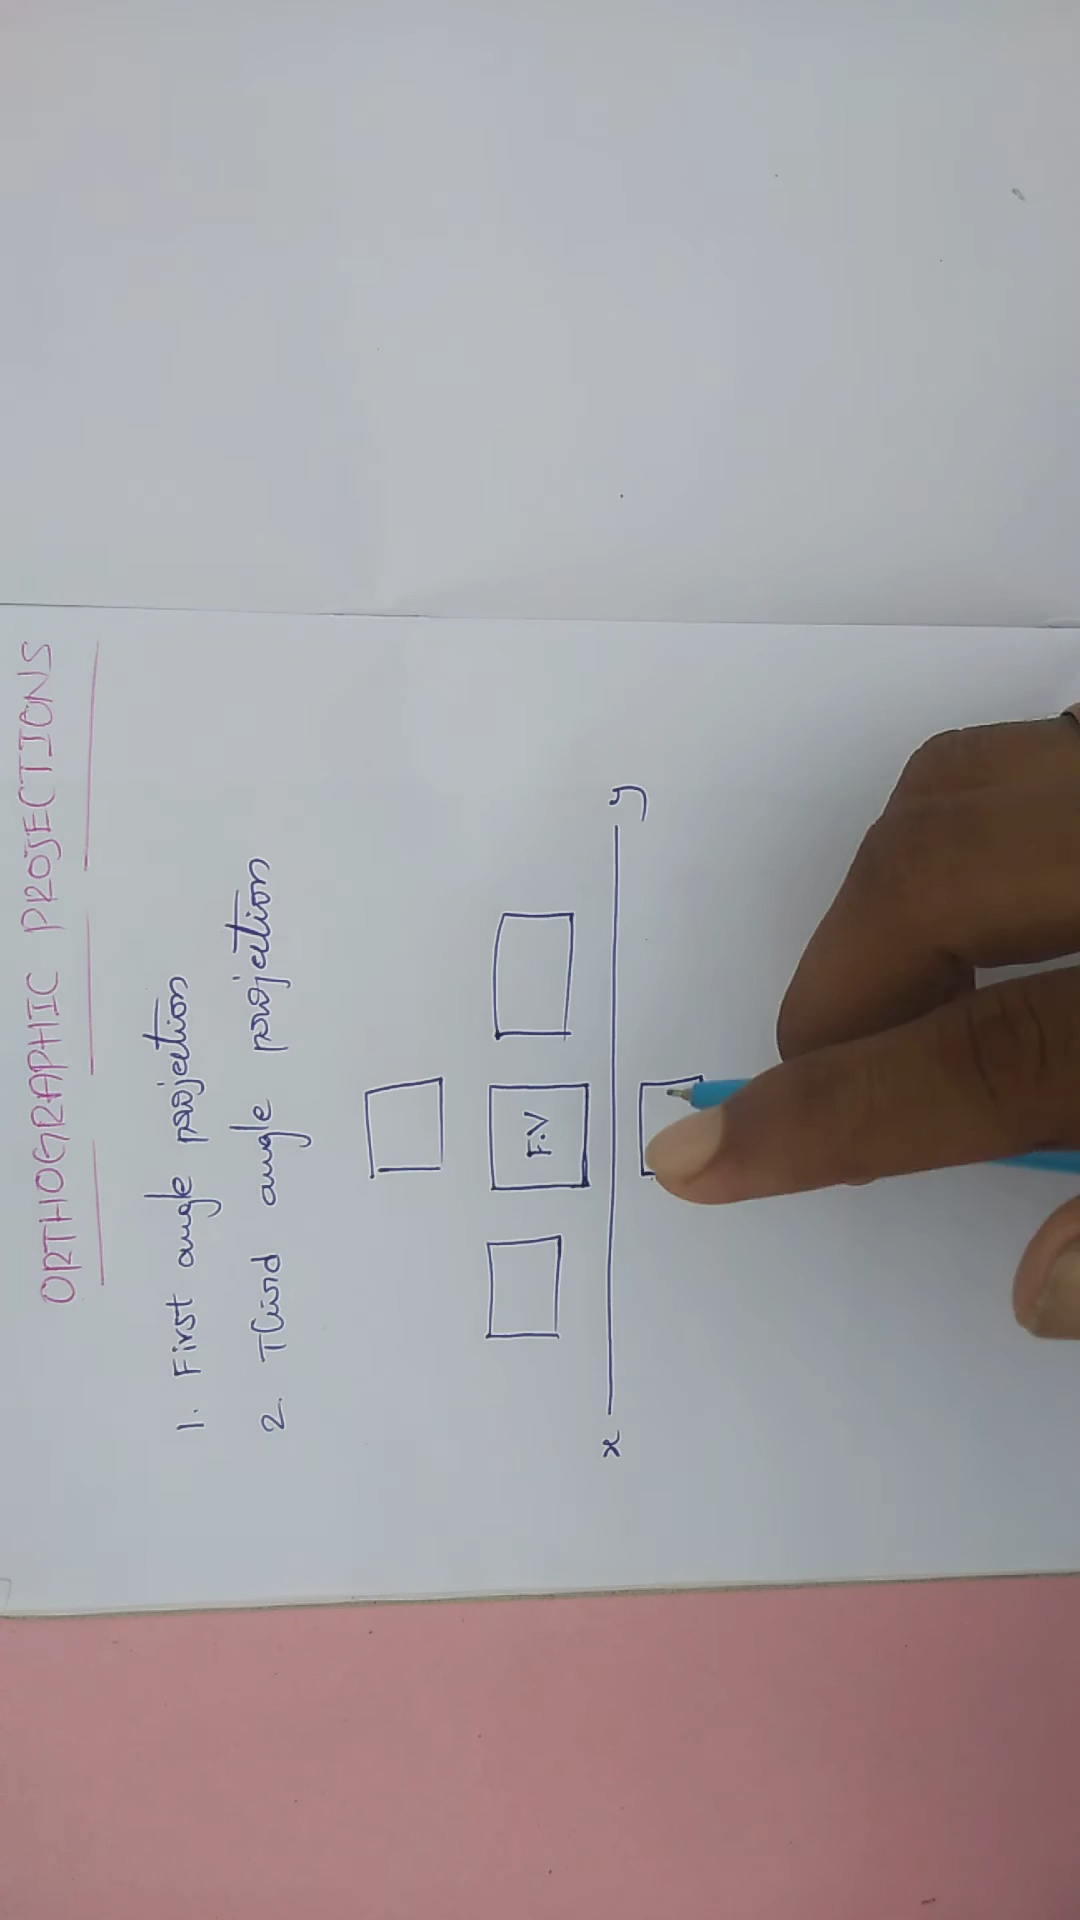 ORTHOGRAPHIC PROJECTIONS
1. First angle projection
2. Third angle projection
F.V
x y